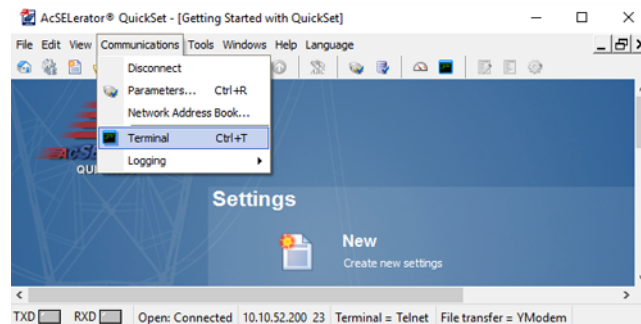 AcSELerator® QuickSet - [Getting Started with QuickSet]
File Edit View Communications Tools Windows Help Language
Disconnect
Parameters... Ctrl+R
Network Address Book...
Terminal Ctrl+T
Logging
AcSE
QU
Settings
New
Create new settings
TXD RXD Open: Connected 10.10.52.200 23 Terminal = Telnet File transfer = YModem